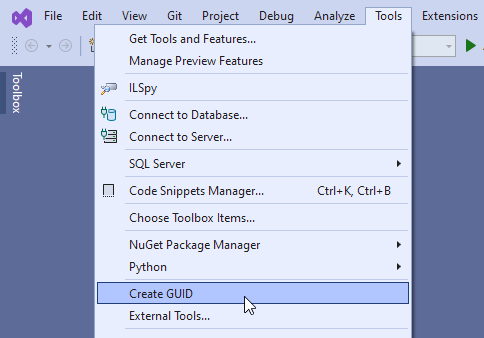 File Edit View Git Project Debug Analyze Tools Extensions
Toolbox
Get Tools and Features...
Manage Preview Features
ILSpy
Connect to Database...
Connect to Server...
SQL Server
Code Snippets Manager... Ctrl+K, Ctrl+B
Choose Toolbox Items...
NuGet Package Manager
Python
Create GUID
External Tools...